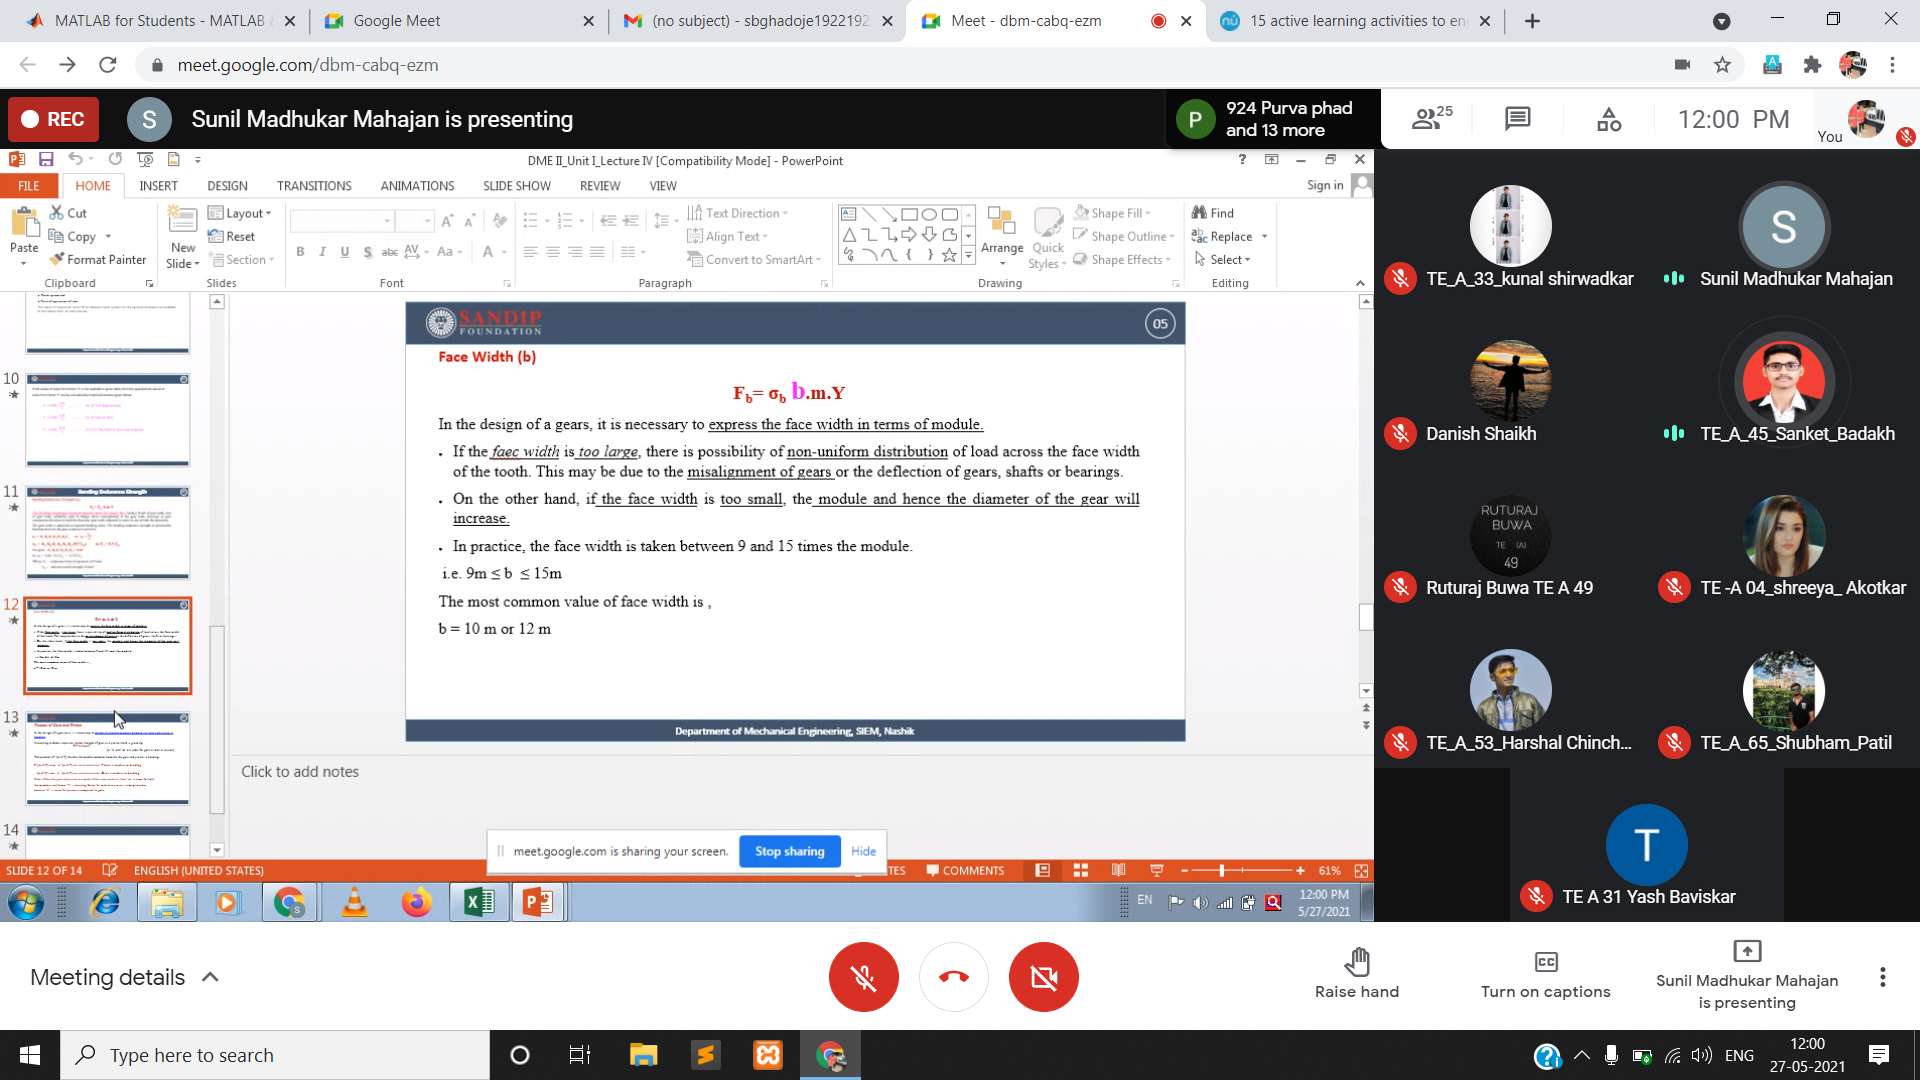 MATLAB for Students - MATLAB &
Google Meet
(no subject) - sbghadoje1922192
Meet - dbm-cabq-ezm
15 active learning activities to en
meet.google.com/dbm-cabq-ezm
REC
S
Sunil Madhukar Mahajan is presenting
P
924 Purva phad
and 13 more
25
12:00 PM
You
DME II_Unit I_Lecture IV [Compatibility Mode] - PowerPoint
FILE
HOME
INSERT
DESIGN
TRANSITIONS
ANIMATIONS
SLIDE SHOW
REVIEW
VIEW
Sign in
Paste
Cut
Copy
Format Painter
Clipboard
New
Slide
Layout
Reset
Section
Slides
Font
Text Direction
Align Text
Convert to SmartArt
Paragraph
Arrange
Quick
Styles
Shape Fill
Shape Outline
Shape Effects
Drawing
Find
Replace
Select
Editing
10
11
Bending Endurance Strength
12
13
14
SANDIP
FOUNDATION
05
Face Width (b)
Fb= σb b.m.Y
In the design of a gears, it is necessary to express the face width in terms of module.
. If the faec width is too large, there is possibility of non-uniform distribution of load across the face width
of the tooth. This may be due to the misalignment of gears or the deflection of gears, shafts or bearings.
. On the other hand, if the face width is too small, the module and hence the diameter of the gear will
increase.
. In practice, the face width is taken between 9 and 15 times the module.
i.e. 9m ≤ b ≤ 15m
The most common value of face width is ,
b = 10 m or 12 m
Department of Mechanical Engineering, SIEM, Nashik
Click to add notes
meet.google.com is sharing your screen.
Stop sharing
Hide
SLIDE 12 OF 14
ENGLISH (UNITED STATES)
COMMENTS
61%
EN
12:00 PM
5/27/2021
TE_A_33_kunal shirwadkar
S
Sunil Madhukar Mahajan
Danish Shaikh
TE_A_45_Sanket_Badakh
RUTURAJ
BUWA
TE (A)
49
Ruturaj Buwa TE A 49
TE -A 04_shreeya_ Akotkar
TE_A_53_Harshal Chinch...
TE_A_65_Shubham_Patil
T
TE A 31 Yash Baviskar
Meeting details
Raise hand
Turn on captions
Sunil Madhukar Mahajan
is presenting
Type here to search
ENG
12:00
27-05-2021